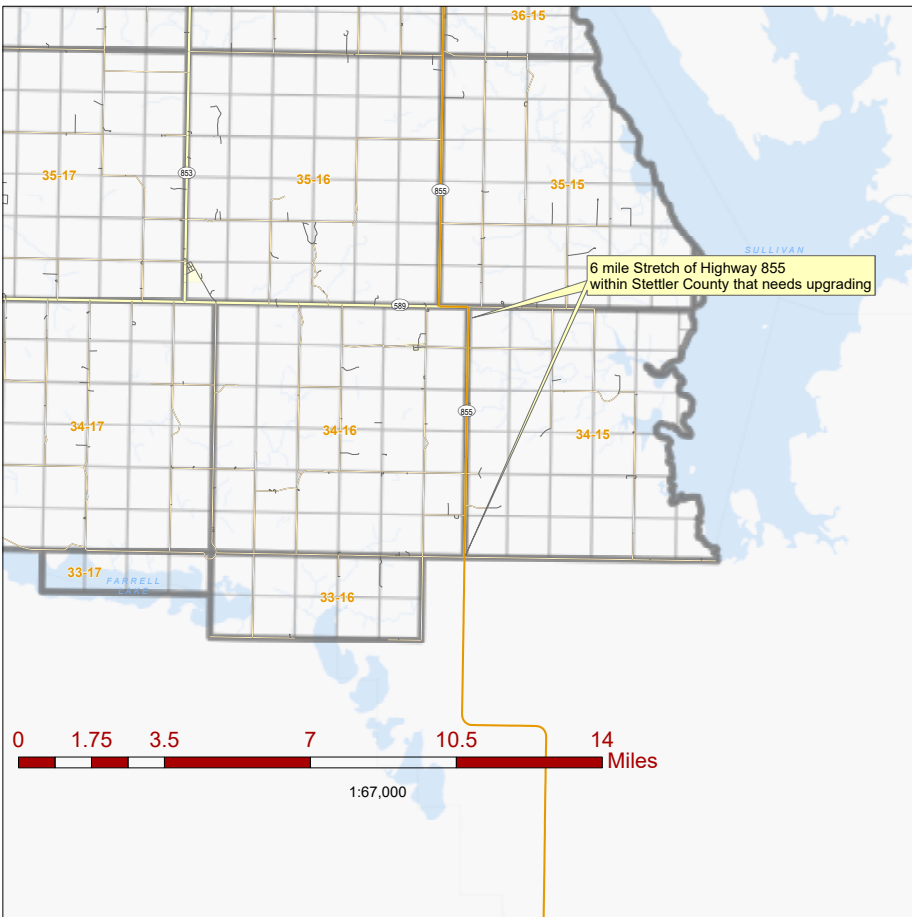 36-15
35-17
853
35-16
855
35-15
SULLIVAN
6 mile Stretch of Highway 855
within Stettler County that needs upgrading
589
34-17
34-16
855
34-15
33-17
FARRELL
LAKE
33-16
0 1.75 3.5 7 10.5 14
Miles
1:67,000